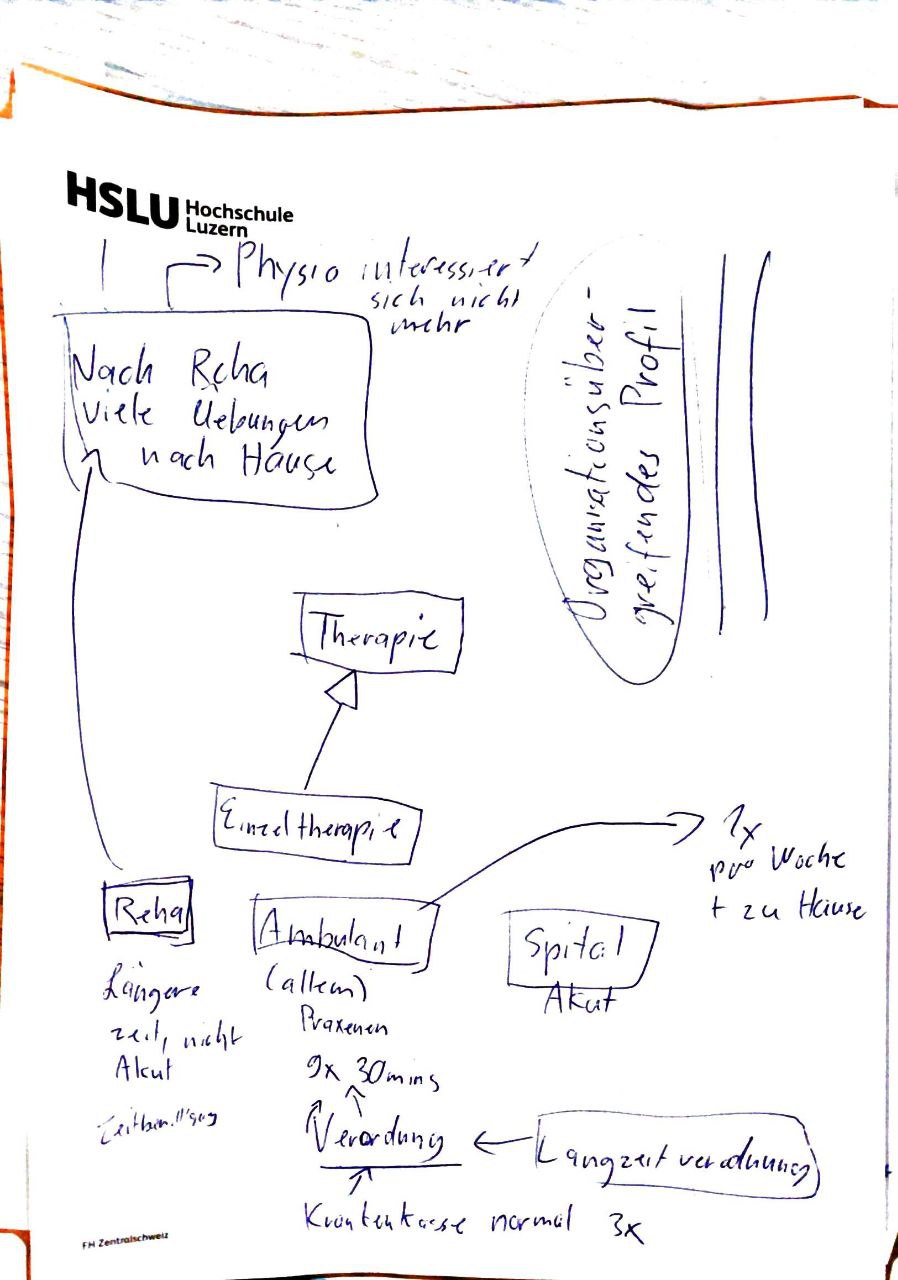 HSLU Hochschule
Luzern
Physio interessiert
sich nicht
mehr
Nach Reha
viele Uebungen
nach Hause
Organisationsüber-
greifendes Profil
Therapie
Einzeltherapie
1x
pro Woche
+ zu Hause
Reha
Ambulant
Spital
Akut
Längere
zeit, nicht
Akut
(allein)
Praxenen
9x 30mins
Verordung
Langzeit verordnung
Krankenkasse normal 3x
FH Zentralschweiz